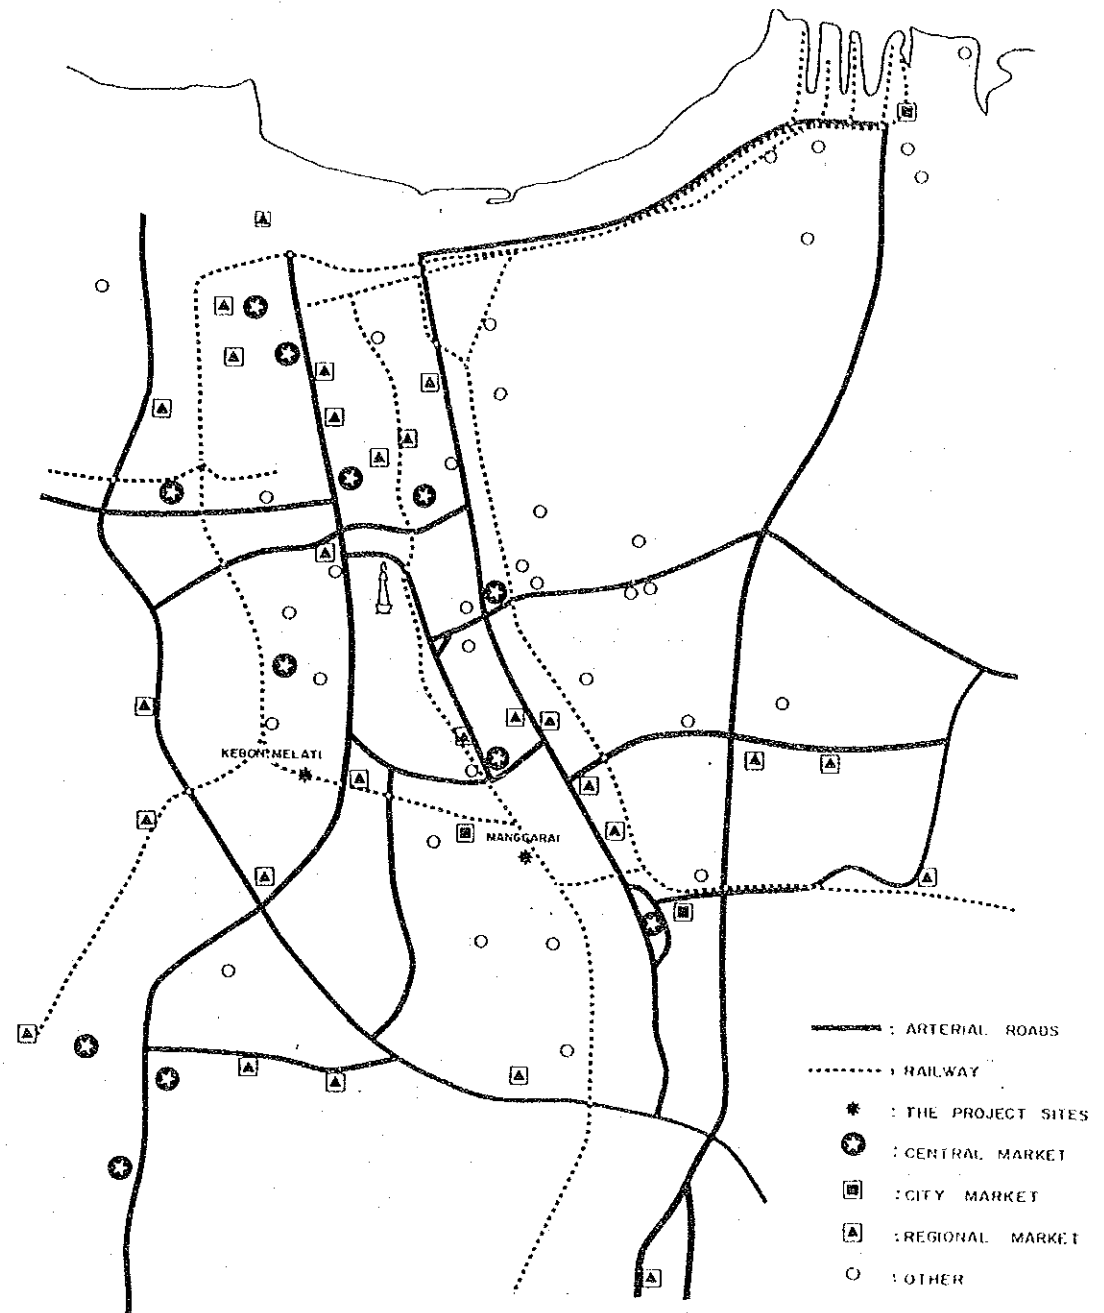 KEBON MELATI
MANGGARAI
: ARTERIAL ROADS
: RAILWAY
: THE PROJECT SITES
: CENTRAL MARKET
: CITY MARKET
: REGIONAL MARKET
: OTHER